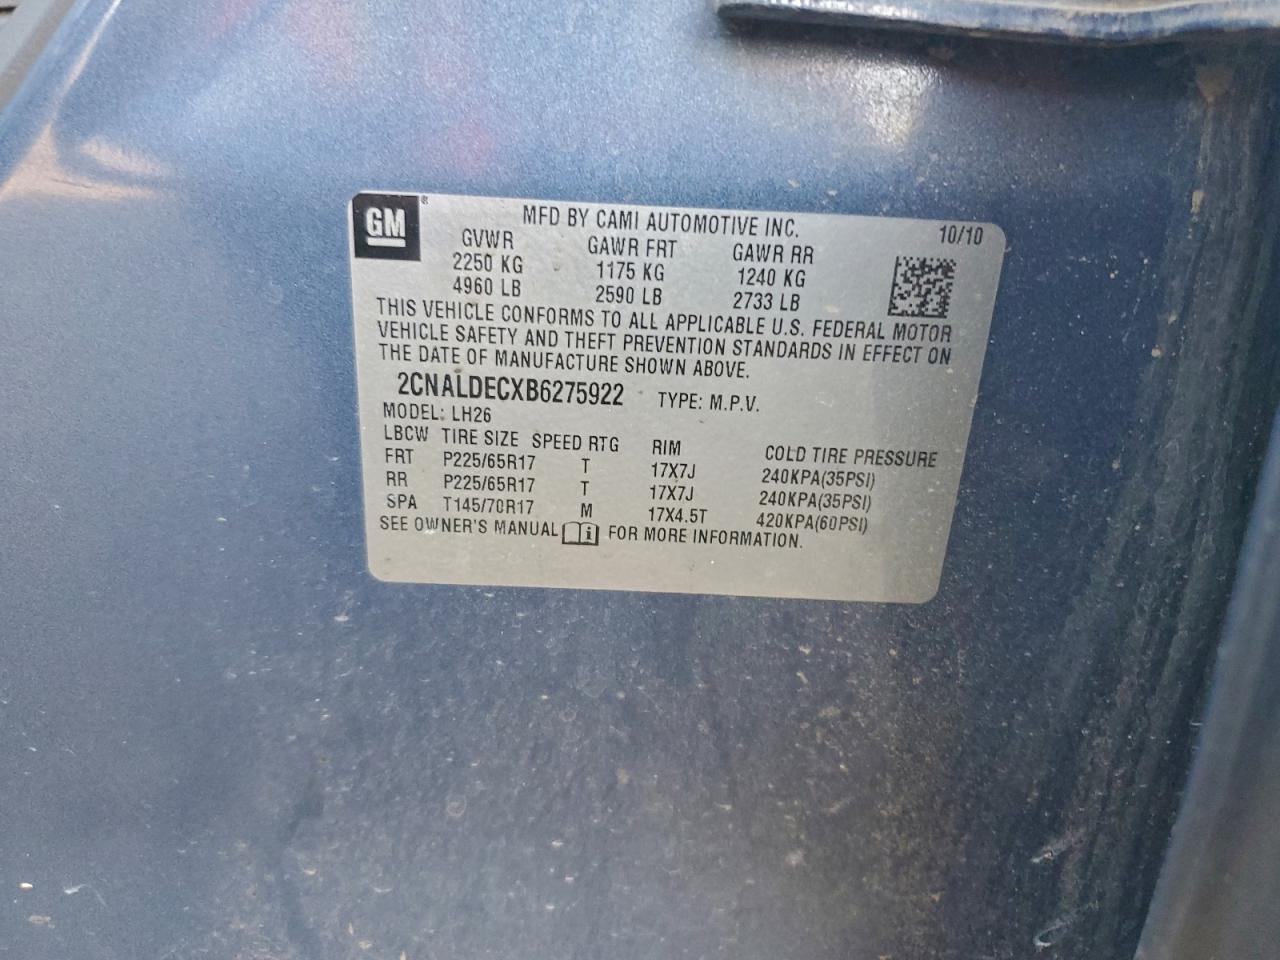 GM ®
MFD BY CAMI AUTOMOTIVE INC. 10/10
GVWR GAWR FRT GAWR RR
2250 KG 1175 KG 1240 KG
4960 LB 2590 LB 2733 LB
THIS VEHICLE CONFORMS TO ALL APPLICABLE U.S. FEDERAL MOTOR
VEHICLE SAFETY AND THEFT PREVENTION STANDARDS IN EFFECT ON
THE DATE OF MANUFACTURE SHOWN ABOVE.
2CNALDECXB6275922 TYPE: M.P.V.
MODEL: LH26
LBCW TIRE SIZE SPEED RTG RIM COLD TIRE PRESSURE
FRT P225/65R17 T 17X7J 240KPA(35PSI)
RR P225/65R17 T 17X7J 240KPA(35PSI)
SPA T145/70R17 M 17X4.5T 420KPA(60PSI)
SEE OWNER'S MANUAL i FOR MORE INFORMATION.